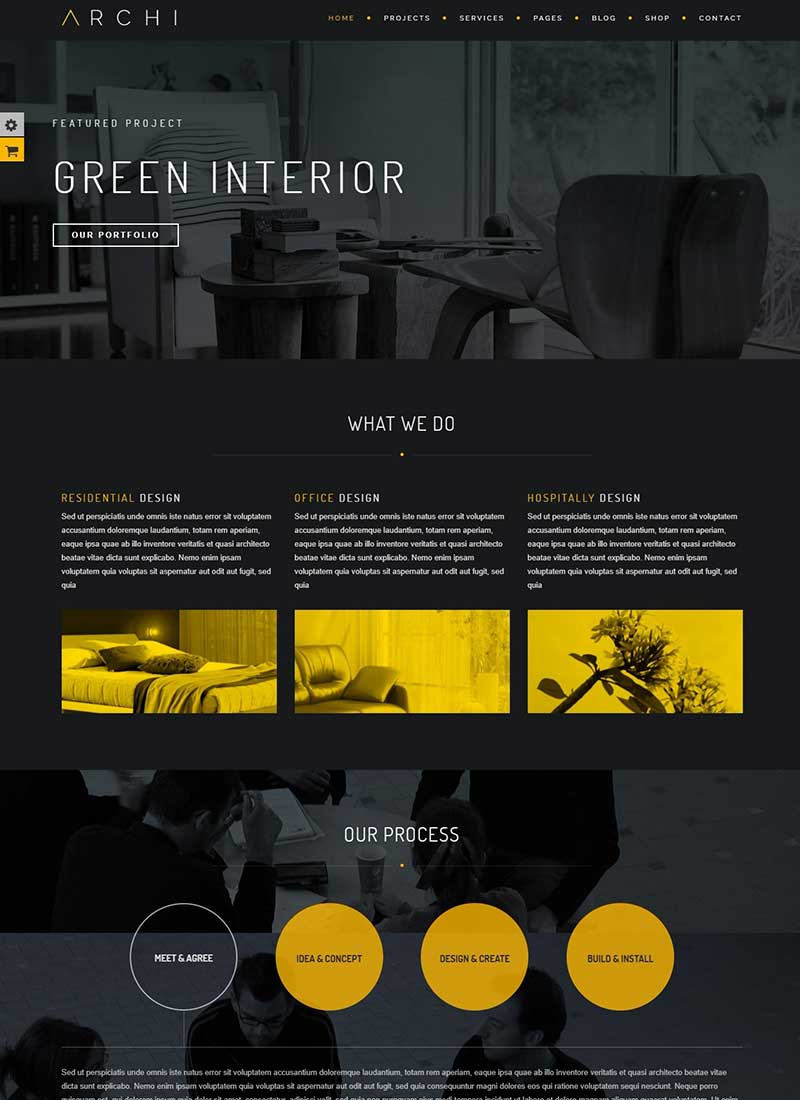 ARCHI
HOME PROJECTS SERVICES PAGES BLOG SHOP CONTACT
FEATURED PROJECT
GREEN INTERIOR
OUR PORTFOLIO
WHAT WE DO
RESIDENTIAL DESIGN
Sed ut perspiciatis unde omnis iste natus error sit voluptatem
accusantium doloremque laudantium, totam rem aperiam,
eaque ipsa quae ab illo inventore veritatis et quasi architecto
beatae vitae dicta sunt explicabo. Nemo enim ipsam
voluptatem quia voluptas sit aspernatur aut odit aut fugit, sed
quia
OFFICE DESIGN
Sed ut perspiciatis unde omnis iste natus error sit voluptatem
accusantium doloremque laudantium, totam rem aperiam,
eaque ipsa quae ab illo inventore veritatis et quasi architecto
beatae vitae dicta sunt explicabo. Nemo enim ipsam
voluptatem quia voluptas sit aspernatur aut odit aut fugit, sed
quia
HOSPITALLY DESIGN
Sed ut perspiciatis unde omnis iste natus error sit voluptatem
accusantium doloremque laudantium, totam rem aperiam,
eaque ipsa quae ab illo inventore veritatis et quasi architecto
beatae vitae dicta sunt explicabo. Nemo enim ipsam
voluptatem quia voluptas sit aspernatur aut odit aut fugit, sed
quia
OUR PROCESS
MEET & AGREE
IDEA & CONCEPT
DESIGN & CREATE
BUILD & INSTALL
Sed ut perspiciatis unde omnis iste natus error sit voluptatem accusantium doloremque laudantium, totam rem aperiam, eaque ipsa quae ab illo inventore veritatis et quasi architecto beatae vitae
dicta sunt explicabo. Nemo enim ipsam voluptatem quia voluptas sit aspernatur aut odit aut fugit, sed quia consequuntur magni dolores eos qui ratione voluptatem sequi nesciunt. Neque porro